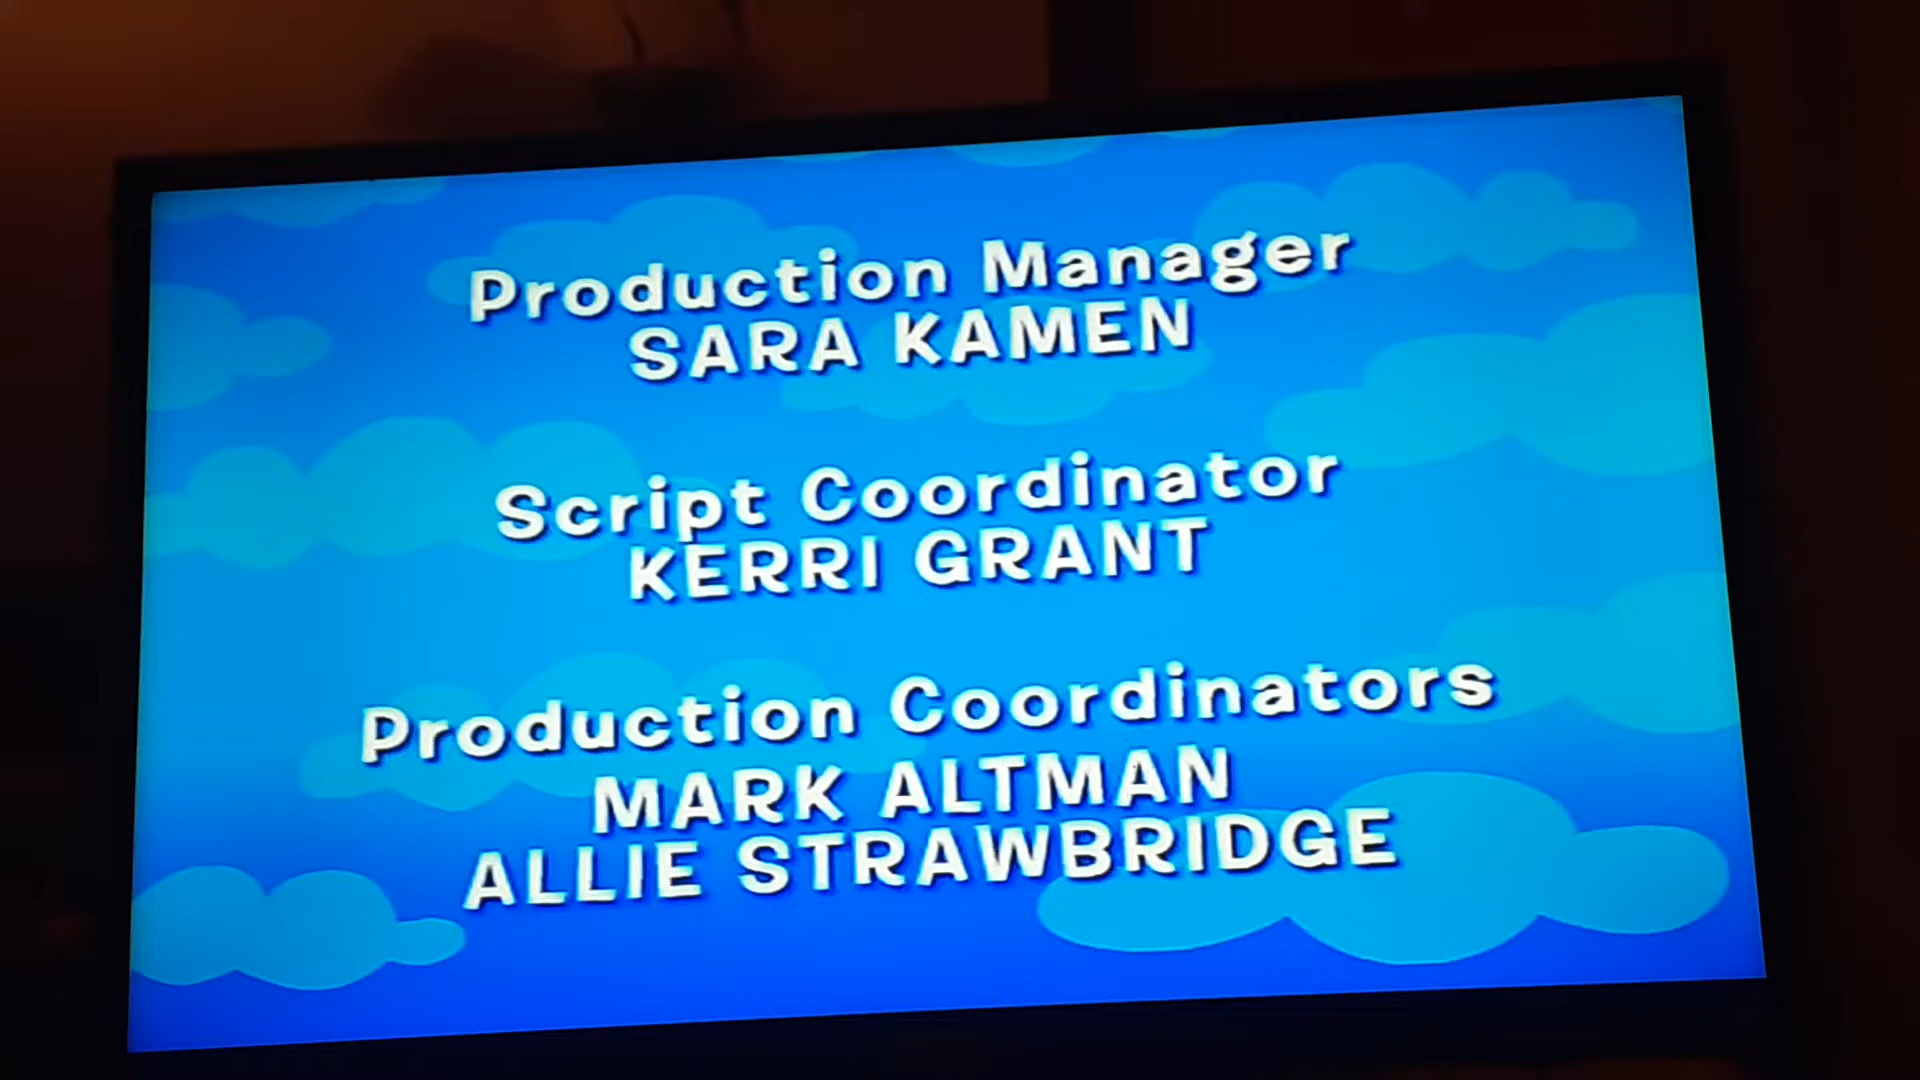 Production Manager
SARA KAMEN
Script Coordinator
KERRI GRANT
Production Coordinators
MARK ALTMAN
ALLIE STRAWBRIDGE